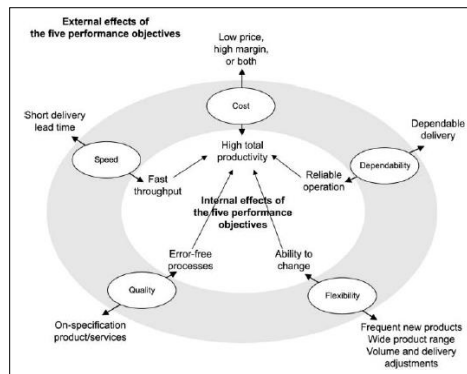 External effects of
the five performance objectives
Low price,
high margin,
or both
Cost
Short delivery
lead time
Speed
Fast
throughput
High total
productivity
Dependable
delivery
Dependability
Reliable
operation
Internal effects of
the five performance
objectives
Error-free
processes
Quality
On-specification
product/services
Ability to
change
Flexibility
Frequent new products
Wide product range
Volume and delivery
adjustments